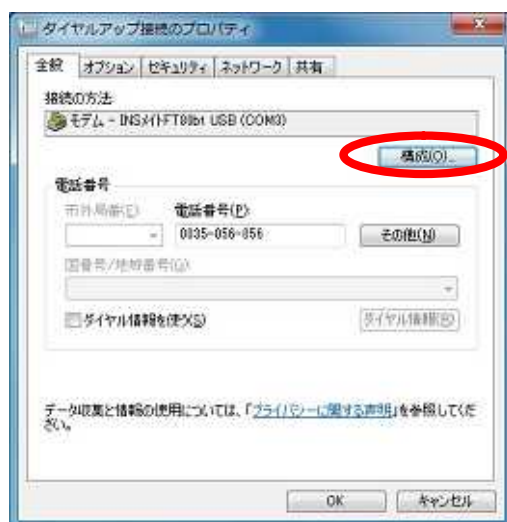 ダイヤルアップ接続のプロパティ
全般 オプション セキュリティ ネットワーク 共有
接続の方法:
モデム - INSメイトFT80bt USB (COM3)
構成(O)...
電話番号
市外局番(E) 電話番号(P):
0035-056-056 その他(N)
国番号/地域番号(G):
ダイヤル情報を使う(S) ダイヤル情報(R)
データ収集と情報の使用については、「プライバシーに関する声明」を参照してくだ
さい。
OK キャンセル